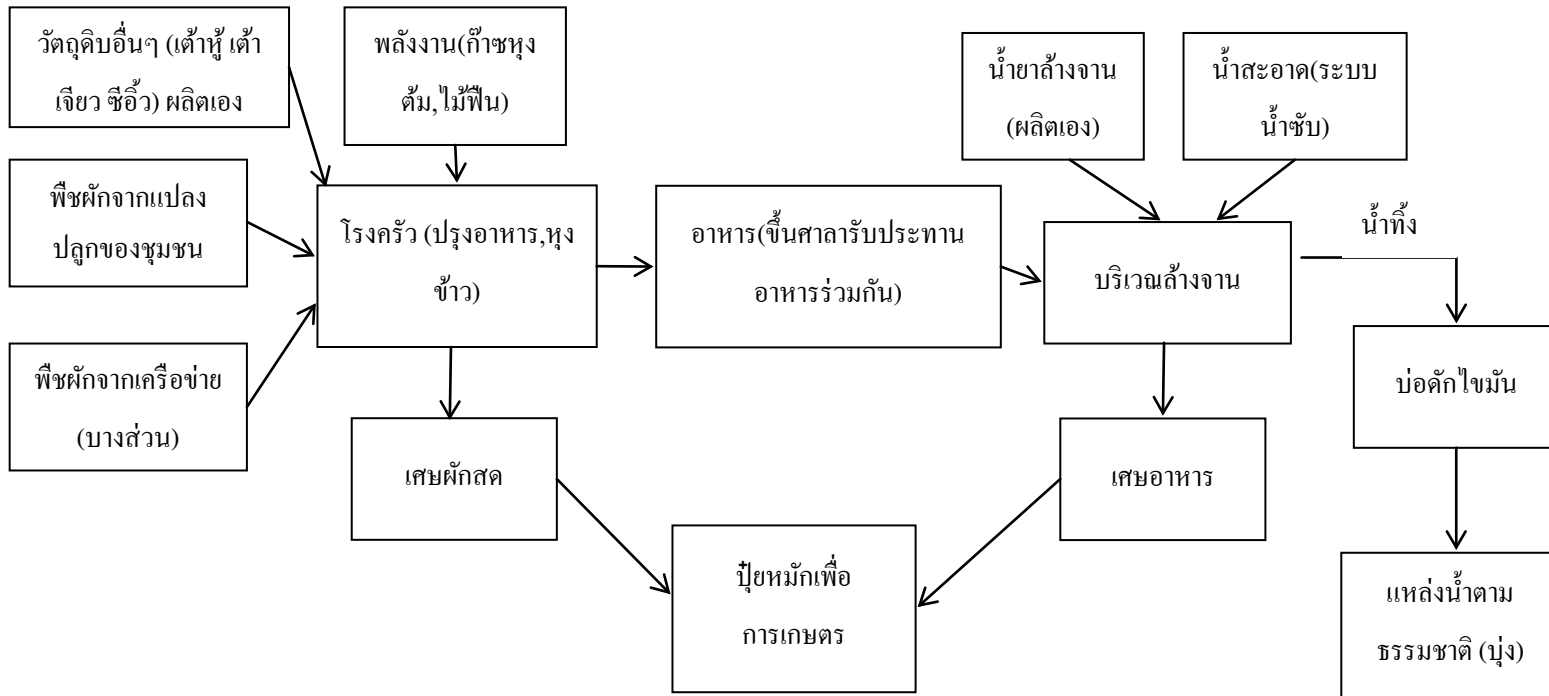 วัตถุดิบอื่นๆ (เต้าหู้ เต้า
เจียว ซีอิ๊ว) ผลิตเอง
พลังงาน(ก๊าซหุง
ต้ม,ไม้ฟืน)
น้ำยาล้างจาน
(ผลิตเอง)
น้ำสะอาด(ระบบ
น้ำซับ)
พืชผักจากแปลง
ปลูกของชุมชน
โรงครัว (ปรุงอาหาร,หุง
ข้าว)
อาหาร(ขึ้นศาลารับประทาน
อาหารร่วมกัน)
บริเวณล้างจาน
น้ำทิ้ง
พืชผักจากเครือข่าย
(บางส่วน)
บ่อดักไขมัน
เศษผักสด
เศษอาหาร
ปุ๋ยหมักเพื่อ
การเกษตร
แหล่งน้ำตาม
ธรรมชาติ (บุ่ง)